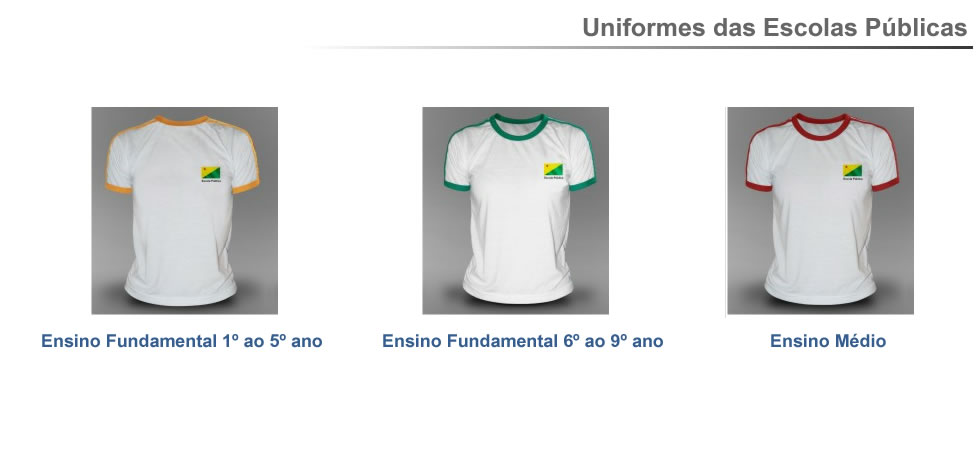 Uniformes das Escolas Públicas
Escola Pública
Escola Pública
Escola Pública
Ensino Fundamental 1º ao 5º ano
Ensino Fundamental 6º ao 9º ano
Ensino Médio